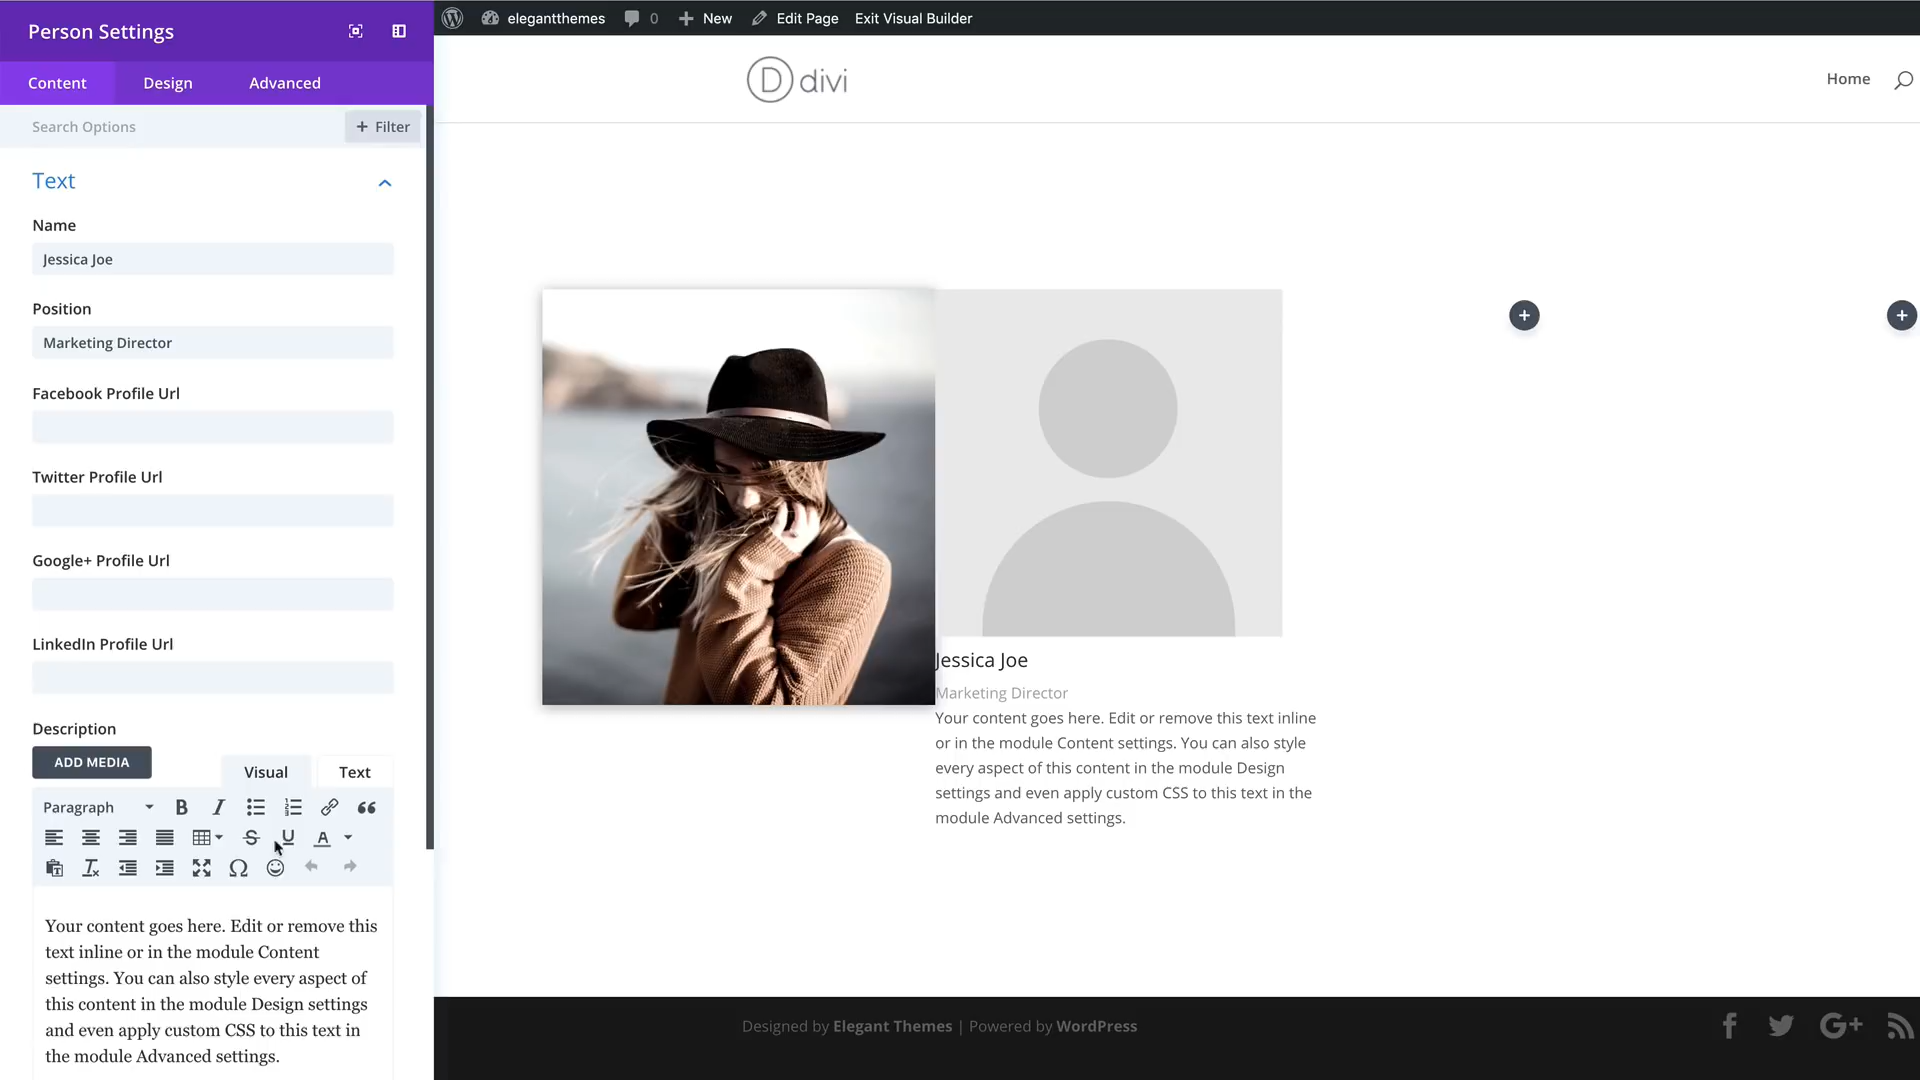 Person Settings
Content
Design
Advanced
Search Options
+ Filter
Text
Name
Jessica Joe
Position
Marketing Director
Facebook Profile Url
Twitter Profile Url
Google+ Profile Url
LinkedIn Profile Url
Description
ADD MEDIA
Visual
Text
Paragraph
Your content goes here. Edit or remove this
text inline or in the module Content
settings. You can also style every aspect of
this content in the module Design settings
and even apply custom CSS to this text in
the module Advanced settings.
elegantthemes
0
New
Edit Page
Exit Visual Builder
D divi
Home
Jessica Joe
Marketing Director
Your content goes here. Edit or remove this text inline
or in the module Content settings. You can also style
every aspect of this content in the module Design
settings and even apply custom CSS to this text in the
module Advanced settings.
Designed by Elegant Themes | Powered by WordPress